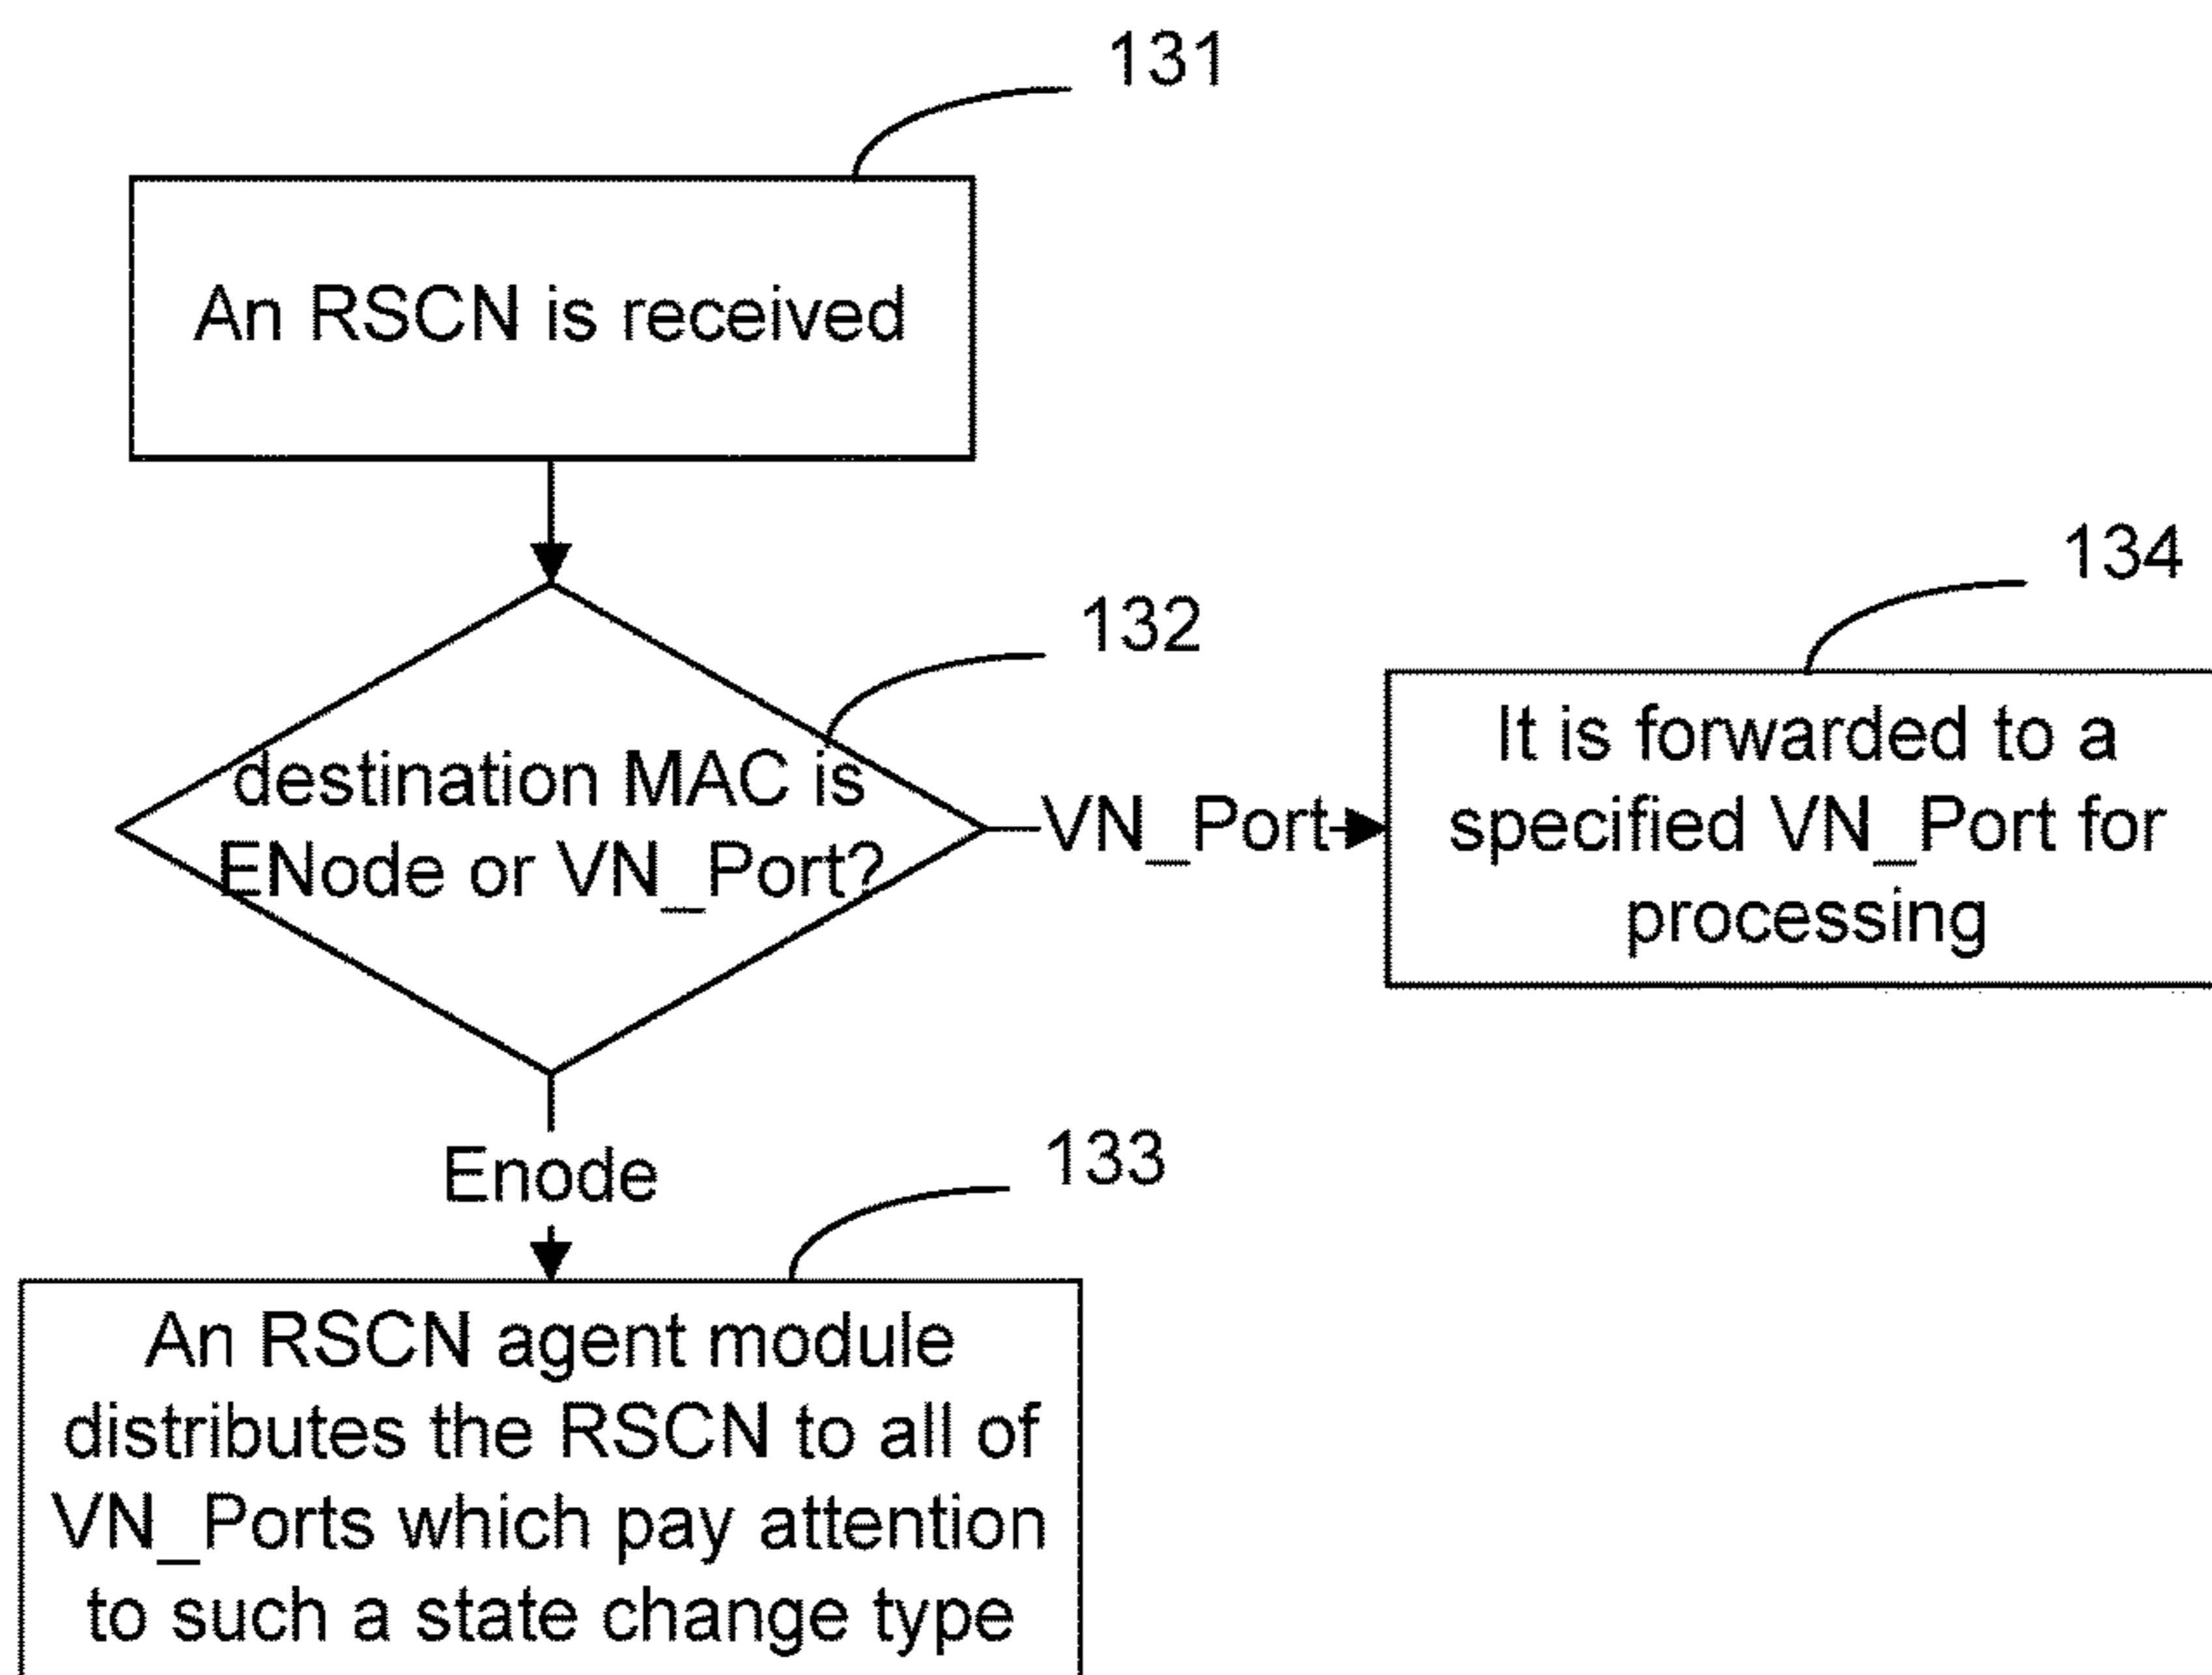 131
An RSCN is received
132
destination MAC is
ENode or VN_Port?
VN_Port
134
It is forwarded to a
specified VN_Port for
processing
Enode
133
An RSCN agent module
distributes the RSCN to all of
VN_Ports which pay attention
to such a state change type